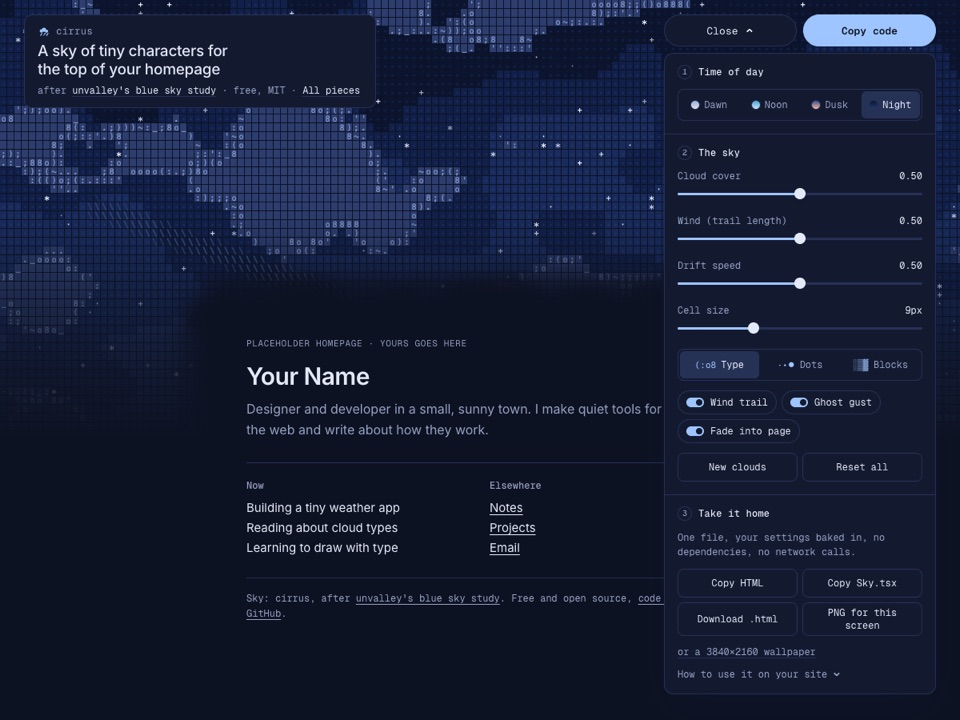 cirrus
A sky of tiny characters for
the top of your homepage
after unvalley's blue sky study · free, MIT · All pieces
Close
Copy code
1 Time of day
Dawn
Noon
Dusk
Night
2 The sky
Cloud cover 0.50
Wind (trail length) 0.50
Drift speed 0.50
Cell size 9px
(:o8 Type
Dots
Blocks
Wind trail
Ghost gust
Fade into page
New clouds
Reset all
3 Take it home
One file, your settings baked in, no
dependencies, no network calls.
Copy HTML
Copy Sky.tsx
Download .html
PNG for this
screen
or a 3840×2160 wallpaper
How to use it on your site
PLACEHOLDER HOMEPAGE · YOURS GOES HERE
Your Name
Designer and developer in a small, sunny town. I make quiet tools for
the web and write about how they work.
Now
Building a tiny weather app
Reading about cloud types
Learning to draw with type
Elsewhere
Notes
Projects
Email
Sky: cirrus, after unvalley's blue sky study. Free and open source, code
GitHub.